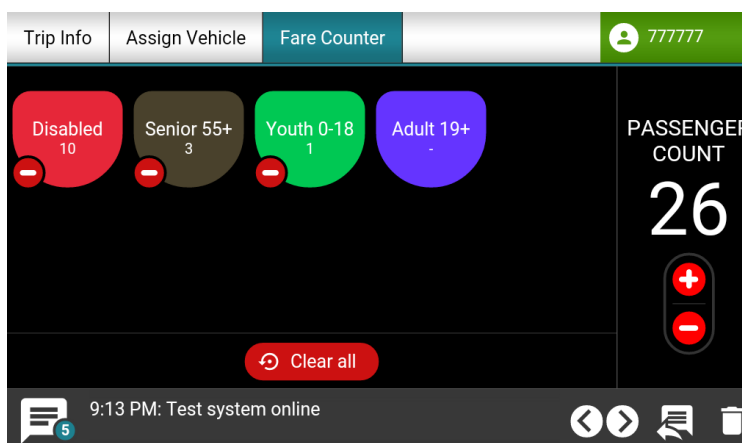 Trip Info
Assign Vehicle
Fare Counter
777777
Disabled
10
Senior 55+
3
Youth 0-18
1
Adult 19+
-
PASSENGER
COUNT
26
Clear all
9:13 PM: Test system online
5